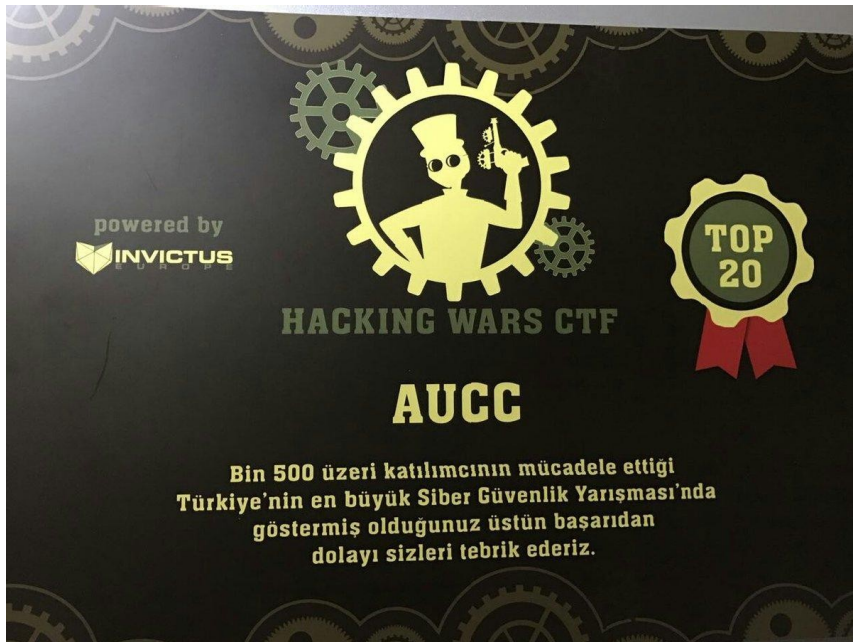 powered by
INVICTUS
EUROPE
TOP
20
HACKING WARS CTF
AUCC
Bin 500 üzeri katılımcının mücadele ettiği
Türkiye'nin en büyük Siber Güvenlik Yarışması'nda
göstermiş olduğunuz üstün başarıdan
dolayı sizleri tebrik ederiz.